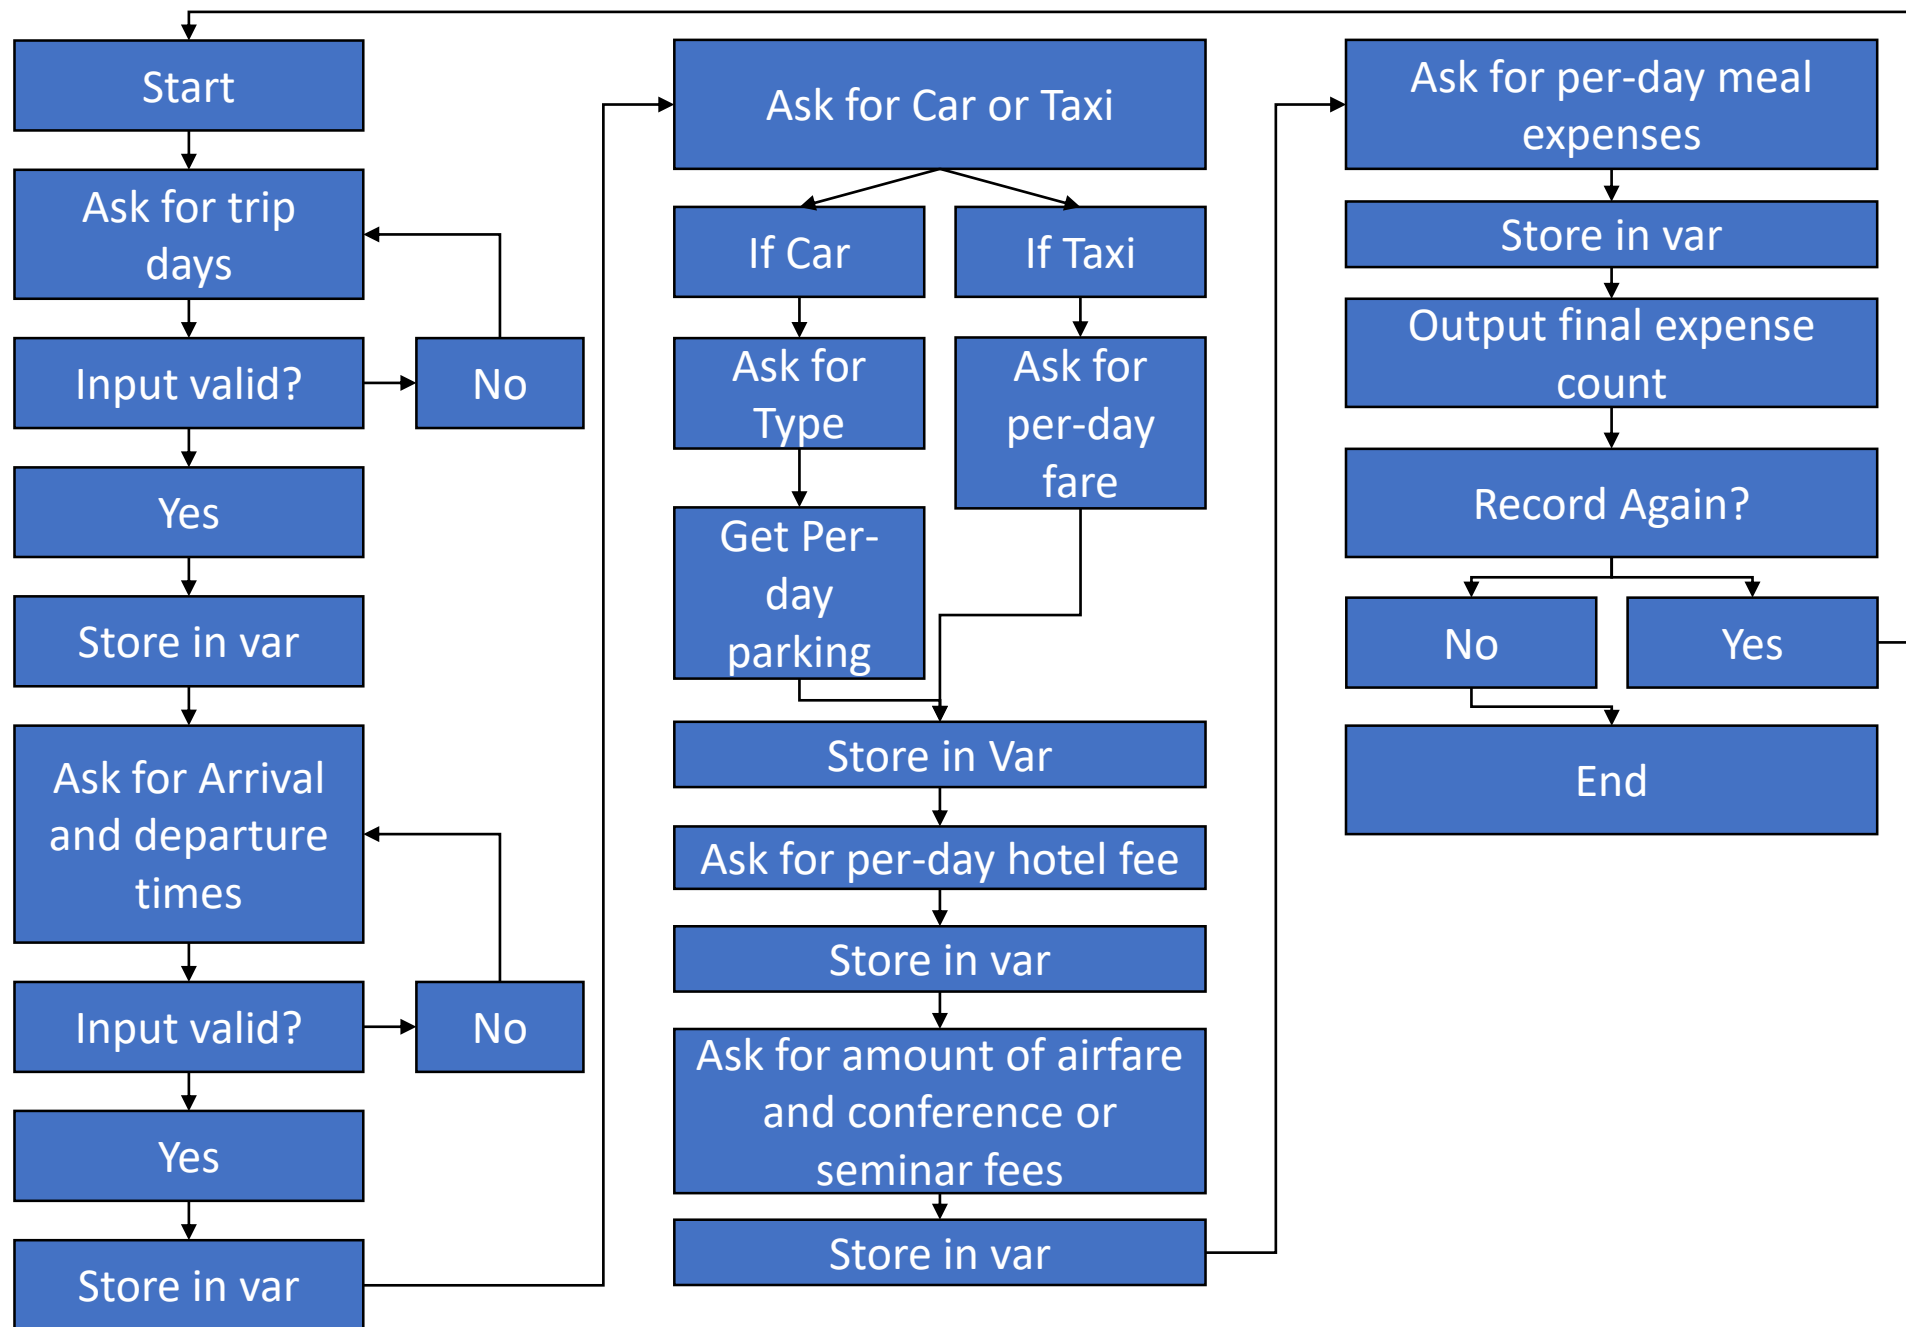 Start
Ask for trip
days
Input valid?
No
Yes
Store in var
Ask for Arrival
and departure
times
Input valid?
No
Yes
Store in var
Ask for Car or Taxi
If Car
If Taxi
Ask for
Type
Ask for
per-day
fare
Get Per-
day
parking
Store in Var
Ask for per-day hotel fee
Store in var
Ask for amount of airfare
and conference or
seminar fees
Store in var
Ask for per-day meal
expenses
Store in var
Output final expense
count
Record Again?
No
Yes
End